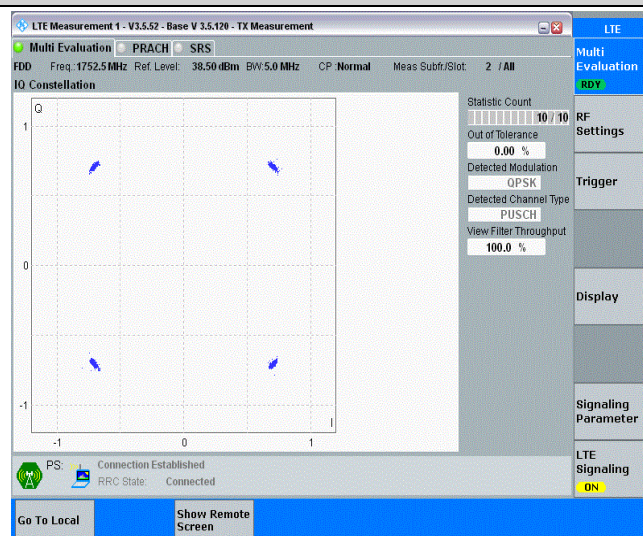 LTE Measurement 1 - V3.5.52 - Base V 3.5.120 - TX Measurement
LTE
Multi Evaluation PRACH SRS
Multi
Evaluation
RDY
FDD Freq.:1752.5 MHz Ref. Level: 38.50 dBm BW:5.0 MHz CP :Normal Meas Subfr./Slot: 2 / All
IQ Constellation
Q
1
0
-1
I
-1 0 1
Statistic Count
10 / 10
Out of Tolerance
0.00 %
Detected Modulation
QPSK
Detected Channel Type
PUSCH
View Filter Throughput
100.0 %
RF
Settings
Trigger
Display
Signaling
Parameter
LTE
Signaling
ON
PS: Connection Established
RRC State: Connected
Go To Local
Show Remote
Screen